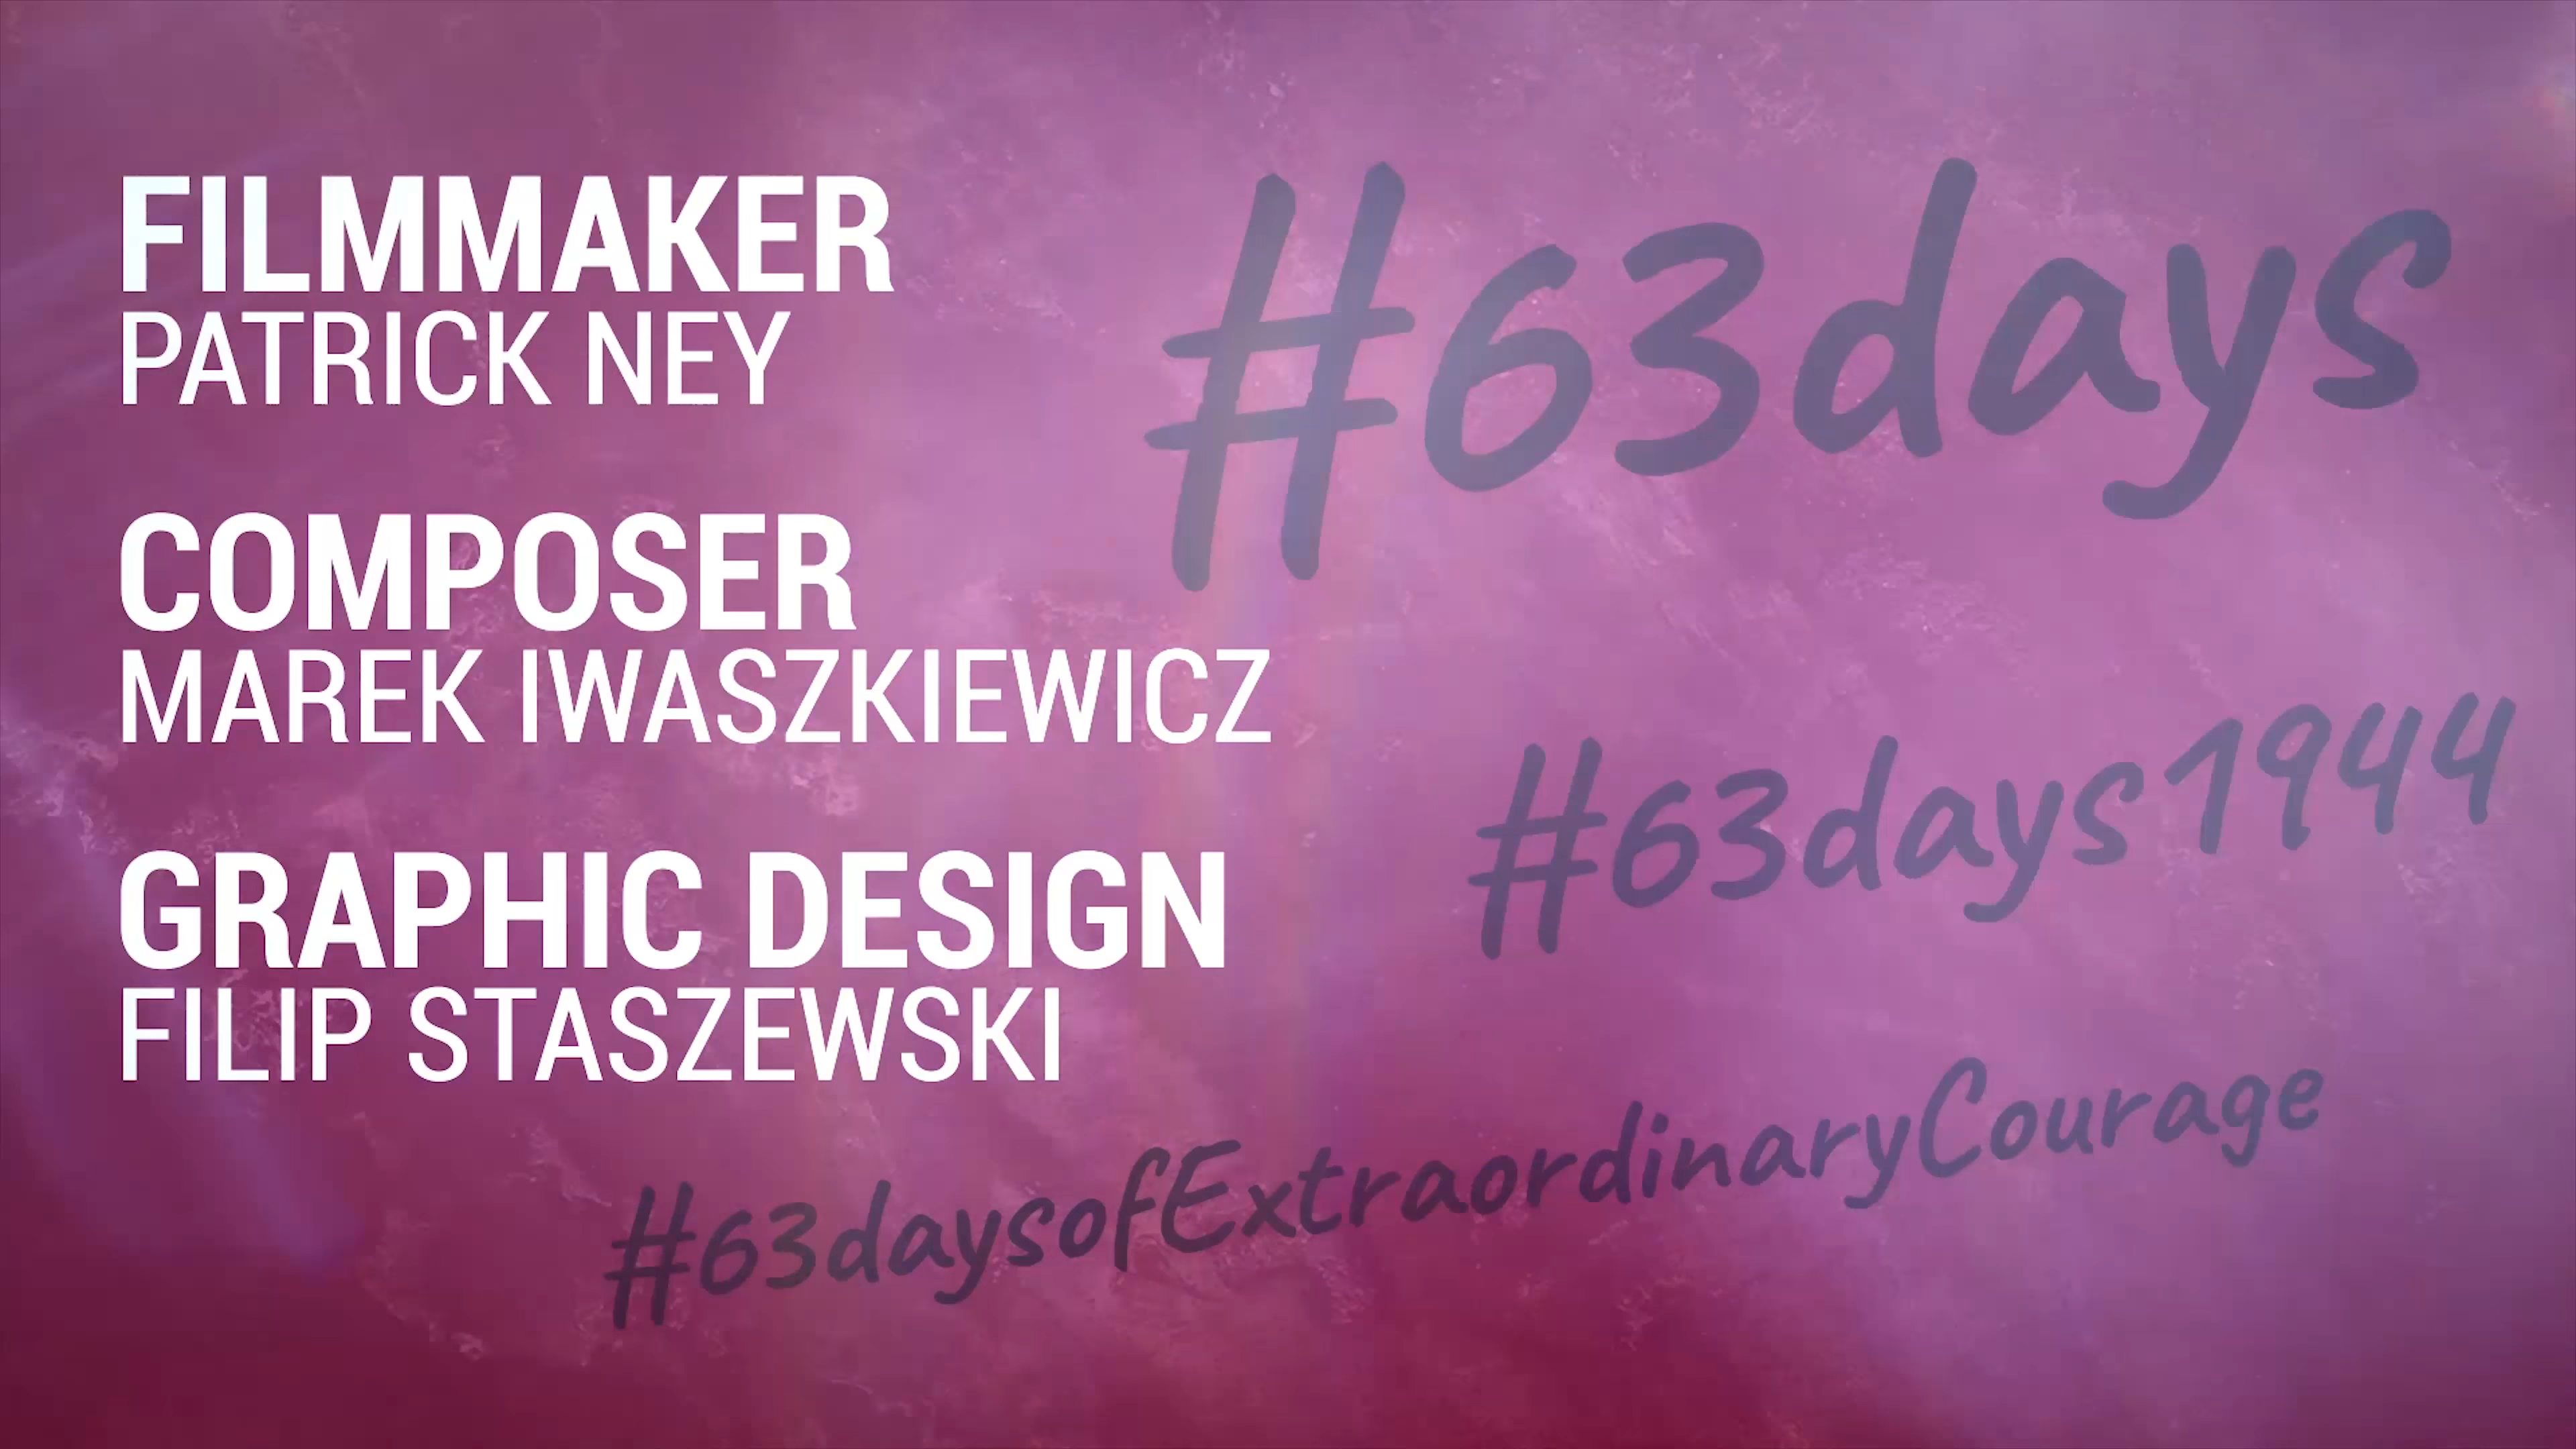 FILMMAKER
PATRICK NEY
COMPOSER
MAREK IWASZKIEWICZ
GRAPHIC DESIGN
FILIP STASZEWSKI
#63days
#63days1944
#63daysofExtraordinaryCourage